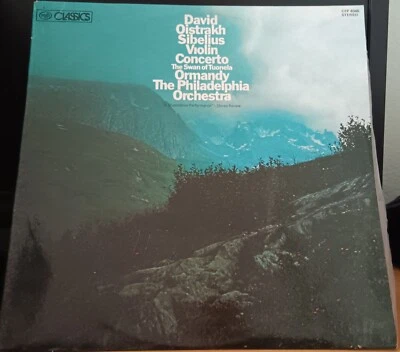 CLASSICS
STEREO
David
Oistrakh
Sibelius
Violin
Concerto
The Swan of Tuonela
Ormandy
The Philadelphia
Orchestra